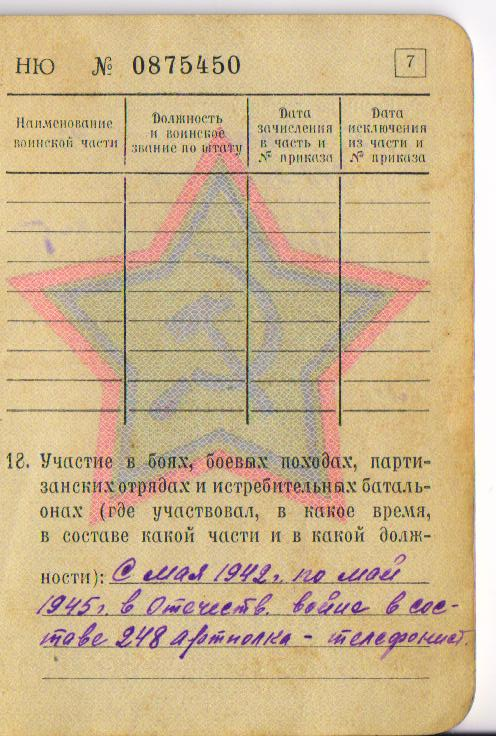 НЮ № 0875450 7
Наименование воинской части
Должность и воинское звание по штату
Дата зачисления в часть и № приказа
Дата исключения из части и № приказа
18. Участие в боях, боевых походах, парти-
занских отрядах и истребительных баталь-
онах (где участвовал, в какое время,
в составе какой части и в какой долж-
ности): С мая 1942 г. по май
1945 г. в Отечеств. войне в сос-
таве 248 артполка - телефонист.